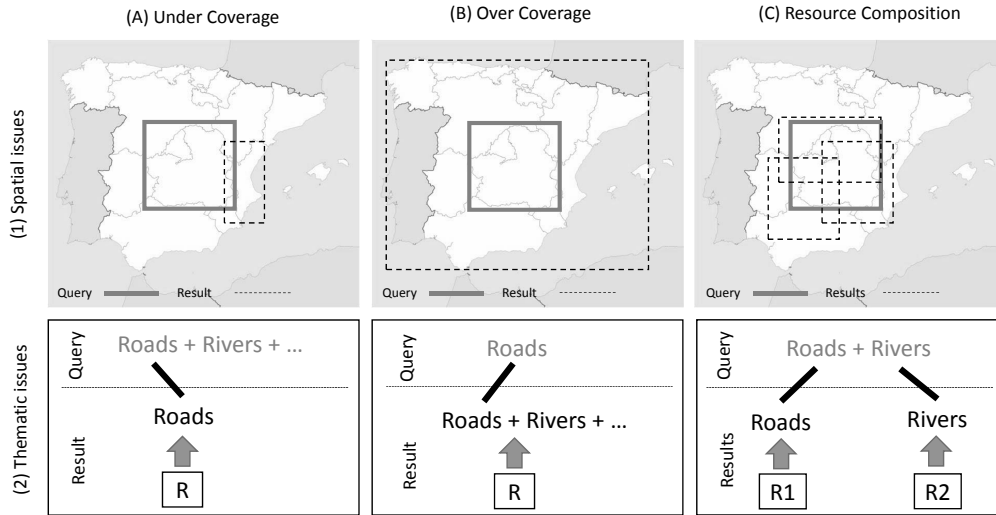 (A) Under Coverage
(B) Over Coverage
(C) Resource Composition
(1) Spatial issues
Query
Result
Query
Result
Query
Results
(2) Thematic issues
Query
Roads + Rivers + ...
Result
Roads
R
Query
Roads
Result
Roads + Rivers + ...
R
Query
Roads + Rivers
Results
Roads
Rivers
R1
R2